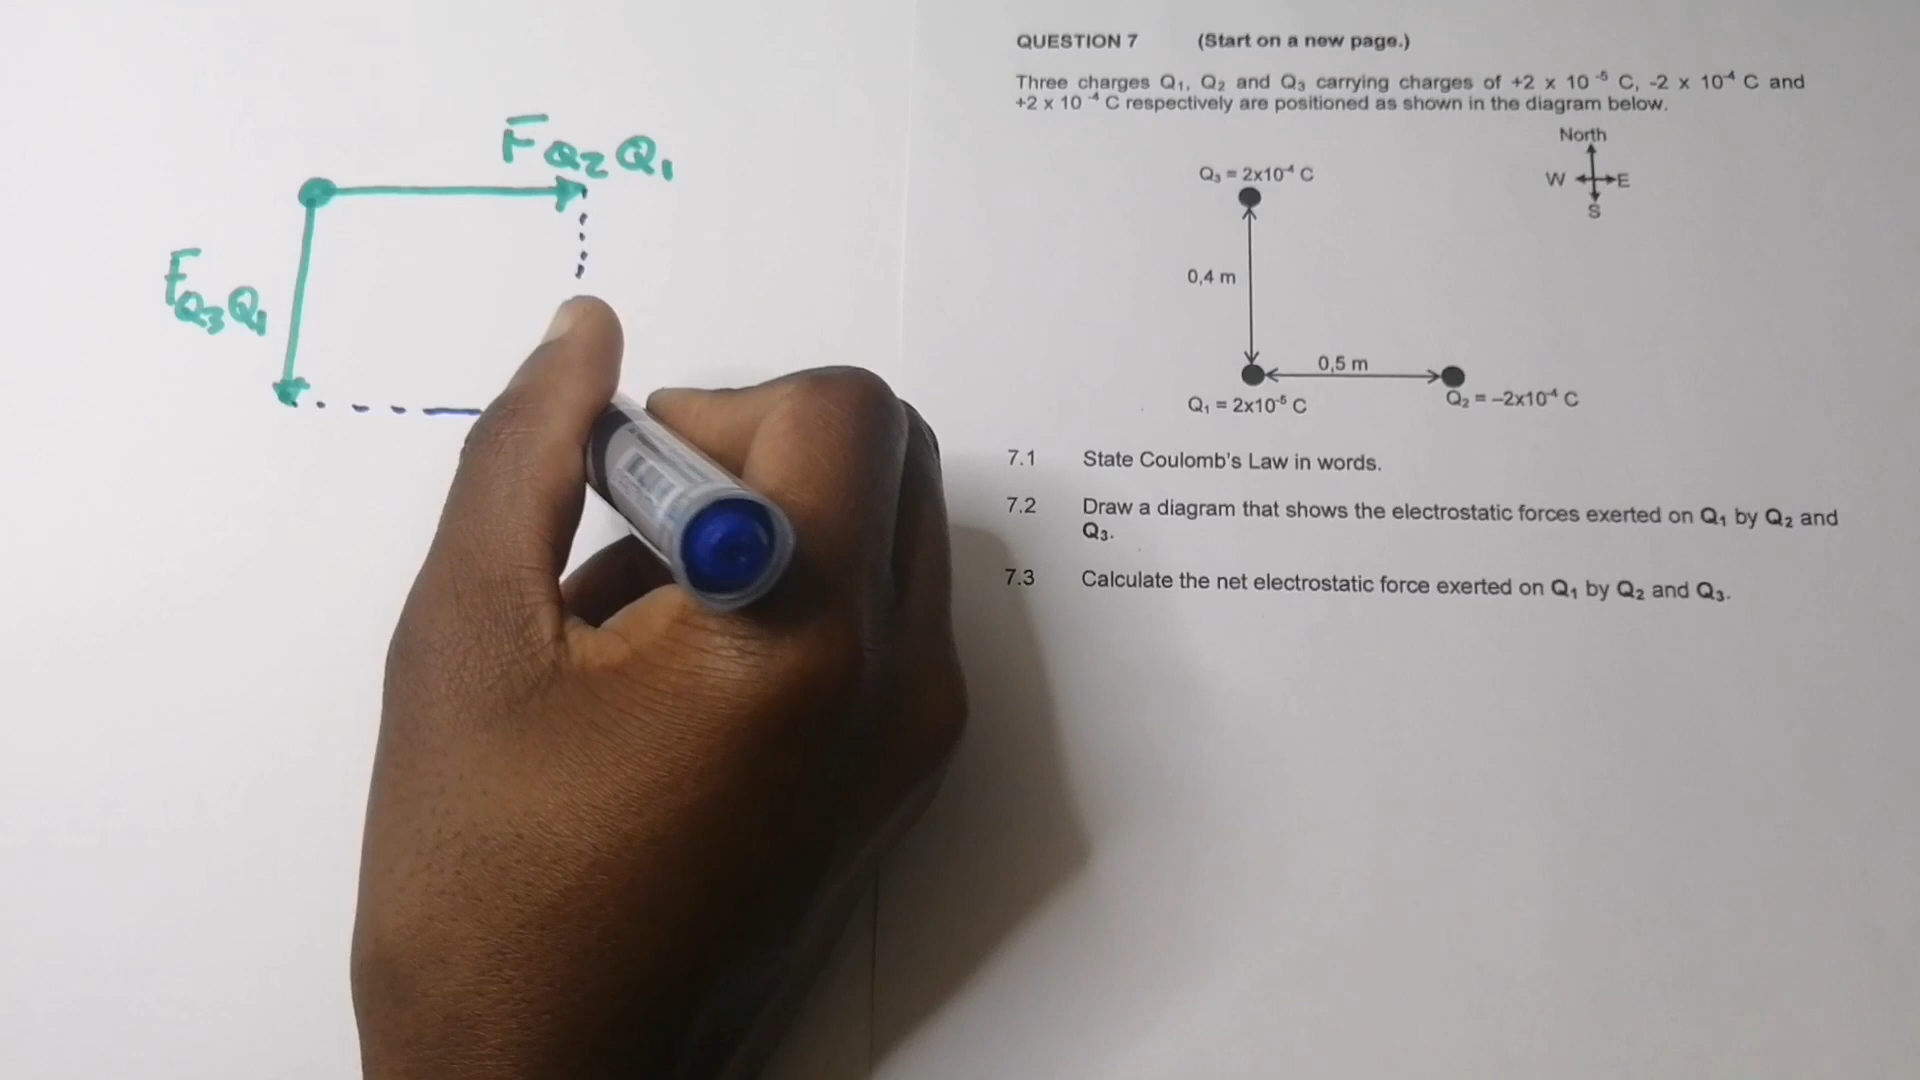 F Q2 Q1
F Q3 Q1
QUESTION 7 (Start on a new page.)
Three charges Q₁, Q₂ and Q₃ carrying charges of +2 x 10 ⁻⁵ C, -2 x 10⁻⁴ C and
+2 x 10 ⁻⁴ C respectively are positioned as shown in the diagram below.
North
W E
S
Q₃ = 2x10⁻⁴ C
0,4 m
0,5 m
Q₁ = 2x10⁻⁵ C
Q₂ = –2x10⁻⁴ C
7.1 State Coulomb's Law in words.
7.2 Draw a diagram that shows the electrostatic forces exerted on Q₁ by Q₂ and
Q₃.
7.3 Calculate the net electrostatic force exerted on Q₁ by Q₂ and Q₃.